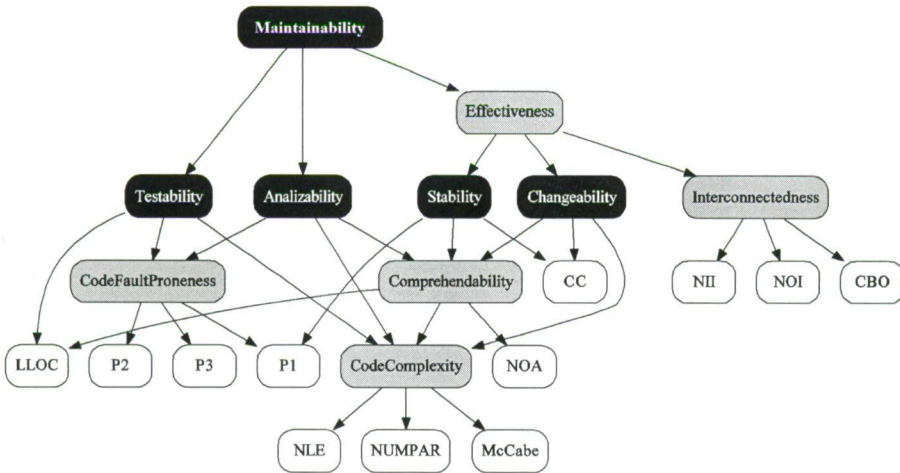 Maintainability
Effectiveness
Testability
Analizability
Stability
Changeability
Interconnectedness
CodeFaultProneness
Comprehendability
CC
NII
NOI
CBO
LLOC
P2
P3
P1
CodeComplexity
NOA
NLE
NUMPAR
McCabe